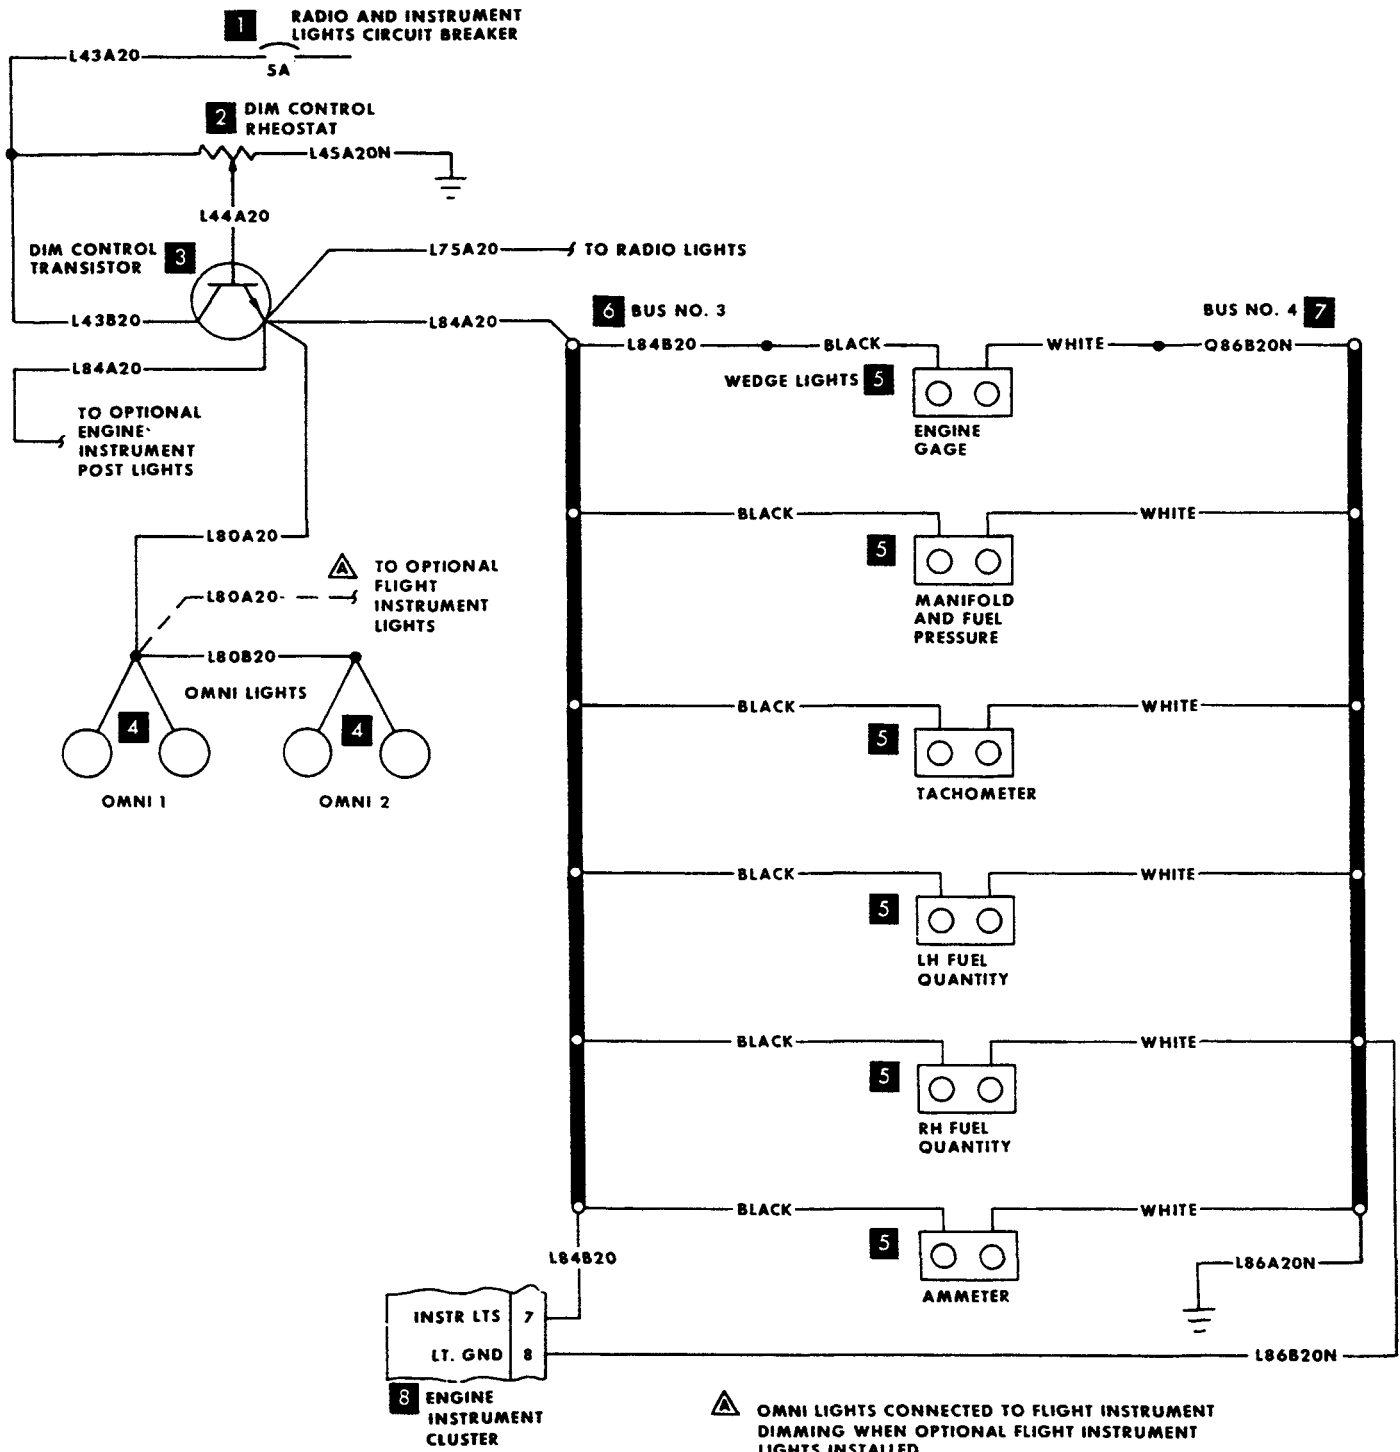 1 RADIO AND INSTRUMENT
LIGHTS CIRCUIT BREAKER
L43A20
5A
2 DIM CONTROL
RHEOSTAT
L45A20N
L44A20
DIM CONTROL 3
TRANSISTOR
L75A20 TO RADIO LIGHTS
L43B20
L84A20
6 BUS NO. 3
BUS NO. 4 7
L84B20 BLACK WHITE Q86B20N
WEDGE LIGHTS 5
ENGINE
GAGE
L84A20
TO OPTIONAL
ENGINE
INSTRUMENT
POST LIGHTS
BLACK WHITE
5
MANIFOLD
AND FUEL
PRESSURE
L80A20
A TO OPTIONAL
FLIGHT
INSTRUMENT
LIGHTS
L80A20
L80B20
OMNI LIGHTS
4 4
OMNI 1 OMNI 2
BLACK WHITE
5
TACHOMETER
BLACK WHITE
5
LH FUEL
QUANTITY
BLACK WHITE
5
RH FUEL
QUANTITY
BLACK WHITE
5
AMMETER
L84B20
L86A20N
INSTR LTS 7
LT. GND 8
L86B20N
8 ENGINE
INSTRUMENT
CLUSTER
A OMNI LIGHTS CONNECTED TO FLIGHT INSTRUMENT
DIMMING WHEN OPTIONAL FLIGHT INSTRUMENT
LIGHTS INSTALLED